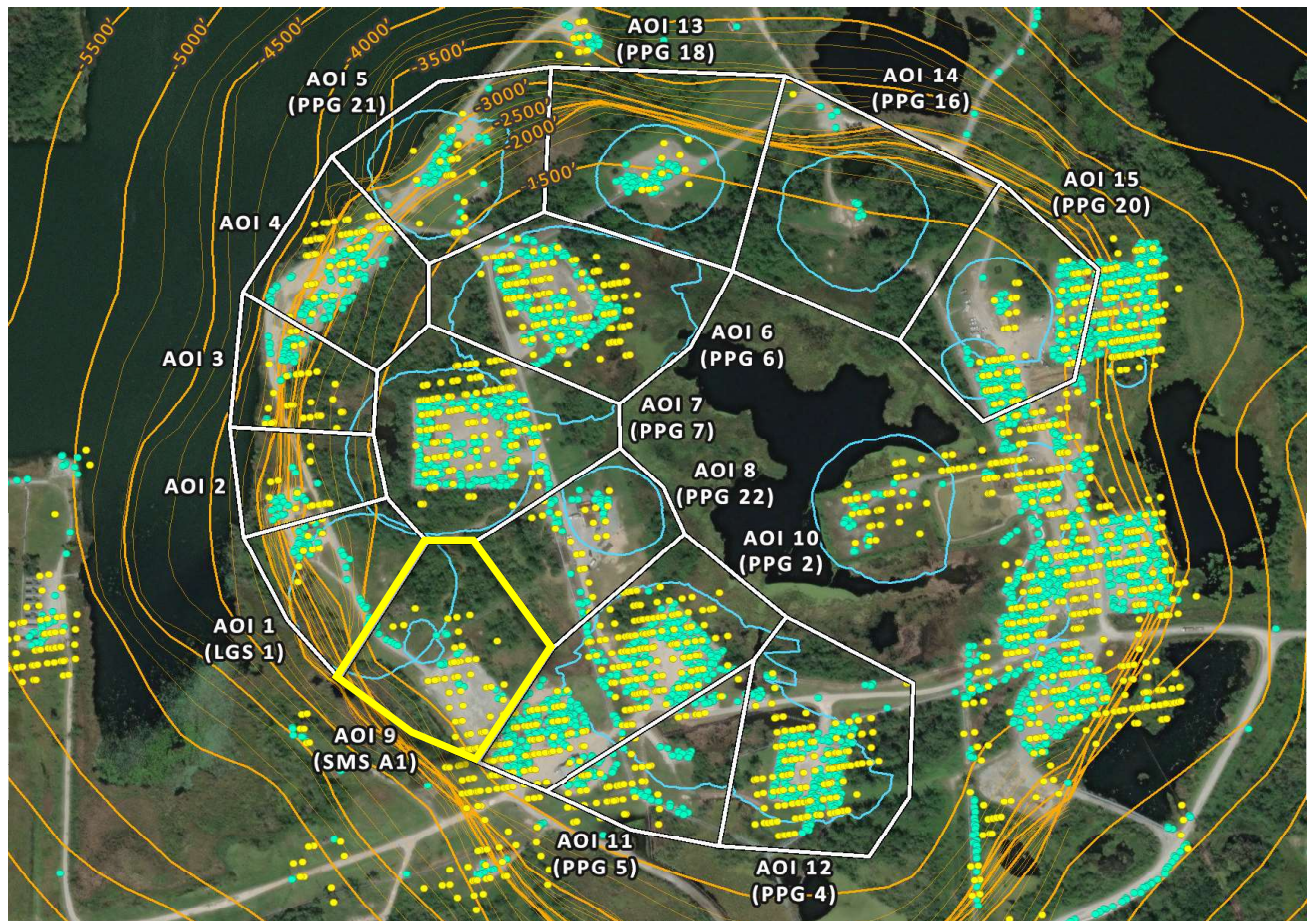 -5500'
-5000'
-4500'
-4000'
-3500'
-3000'
-2500'
-2000'
-1500'
AOI 13
(PPG 18)
AOI 14
(PPG 16)
AOI 5
(PPG 21)
AOI 15
(PPG 20)
AOI 4
AOI 3
AOI 6
(PPG 6)
AOI 7
(PPG 7)
AOI 2
AOI 8
(PPG 22)
AOI 10
(PPG 2)
AOI 1
(LGS 1)
AOI 9
(SMS A1)
AOI 11
(PPG 5)
AOI 12
(PPG 4)